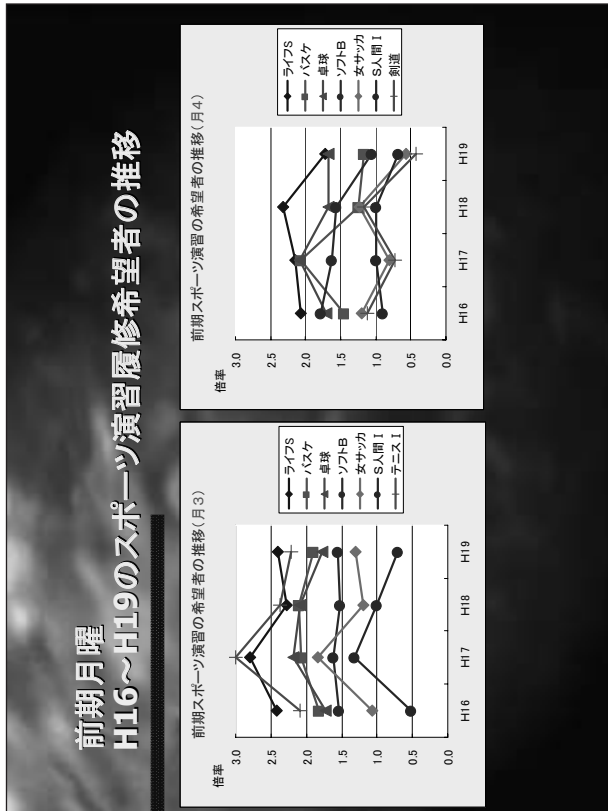 前期月曜
H16～H19のスポーツ演習履修希望者の推移
前期スポーツ演習の希望者の推移(月3)
倍率
3.0
2.5
2.0
1.5
1.0
0.5
0.0
H16
H17
H18
H19
ライフS
バスケ
卓球
ソフトB
女サッカ
S人間Ⅰ
テニスⅠ
前期スポーツ演習の希望者の推移(月4)
倍率
3.0
2.5
2.0
1.5
1.0
0.5
0.0
H16
H17
H18
H19
ライフS
バスケ
卓球
ソフトB
女サッカ
S人間Ⅰ
剣道